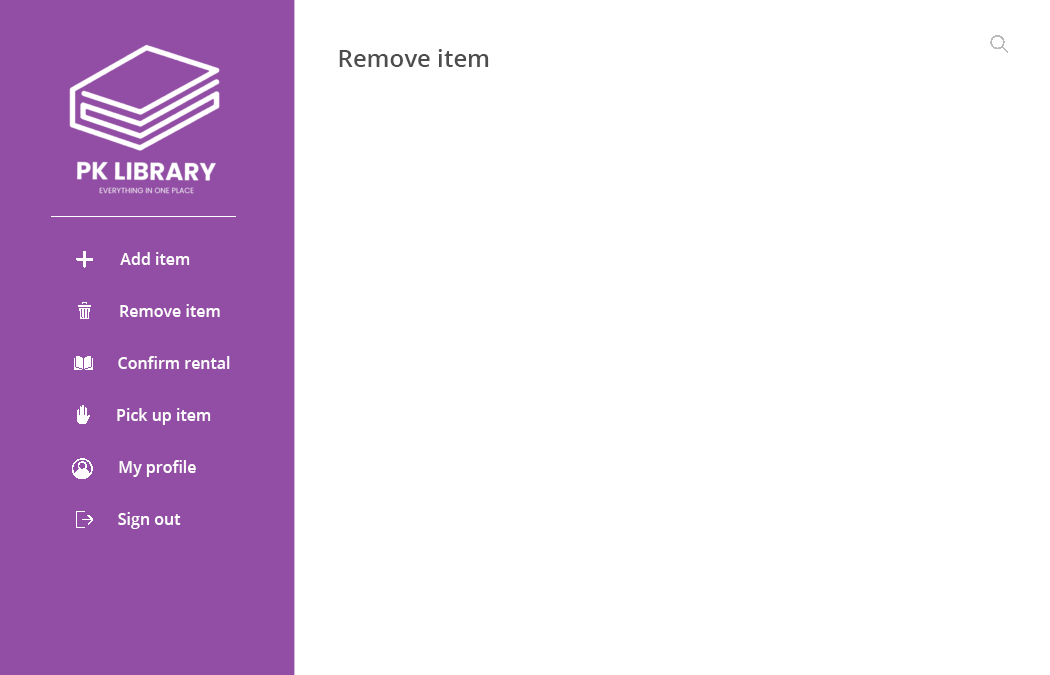 PK LIBRARY
EVERYTHING IN ONE PLACE
Add item
Remove item
Confirm rental
Pick up item
My profile
Sign out
Remove item